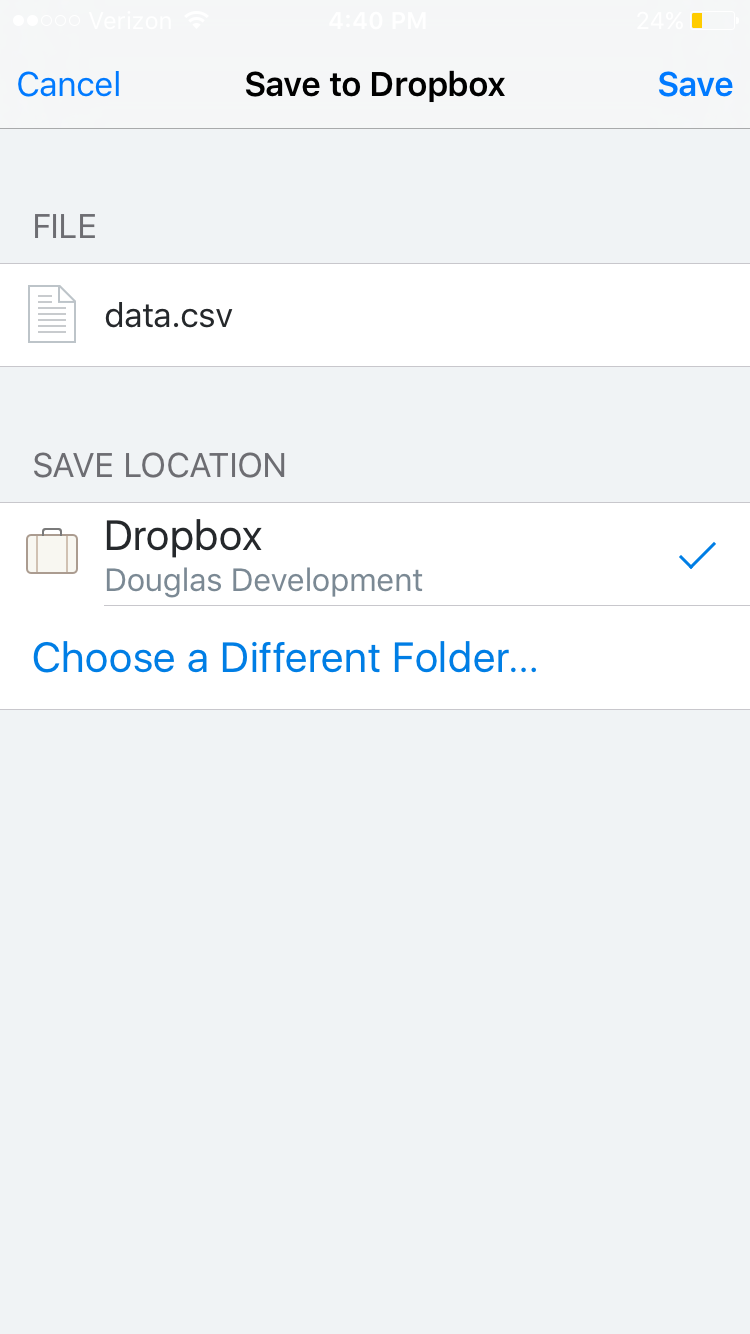 Verizon 4:40 PM 24%
Cancel Save to Dropbox Save
FILE
data.csv
SAVE LOCATION
Dropbox
Douglas Development
Choose a Different Folder...